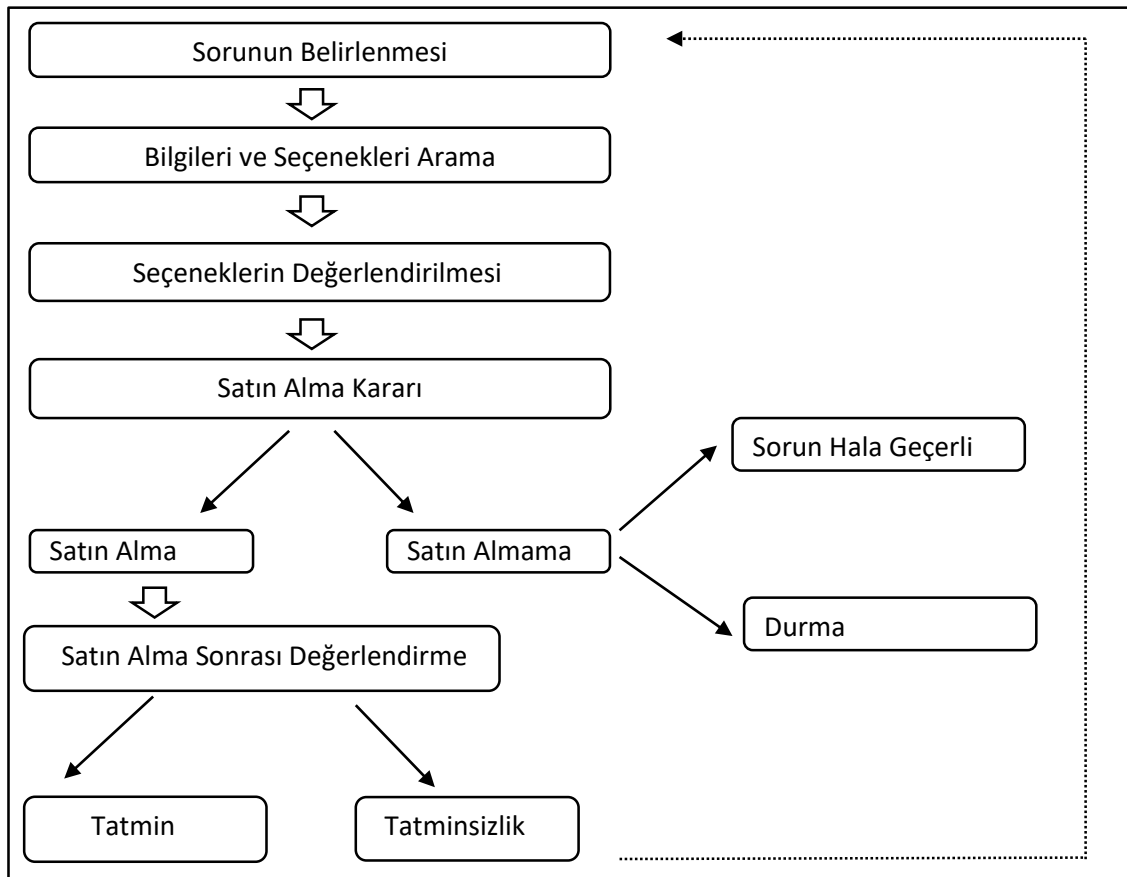 Sorunun Belirlenmesi
Bilgileri ve Seçenekleri Arama
Seçeneklerin Değerlendirilmesi
Satın Alma Kararı
Sorun Hala Geçerli
Satın Alma
Satın Almama
Durma
Satın Alma Sonrası Değerlendirme
Tatmin
Tatminsizlik